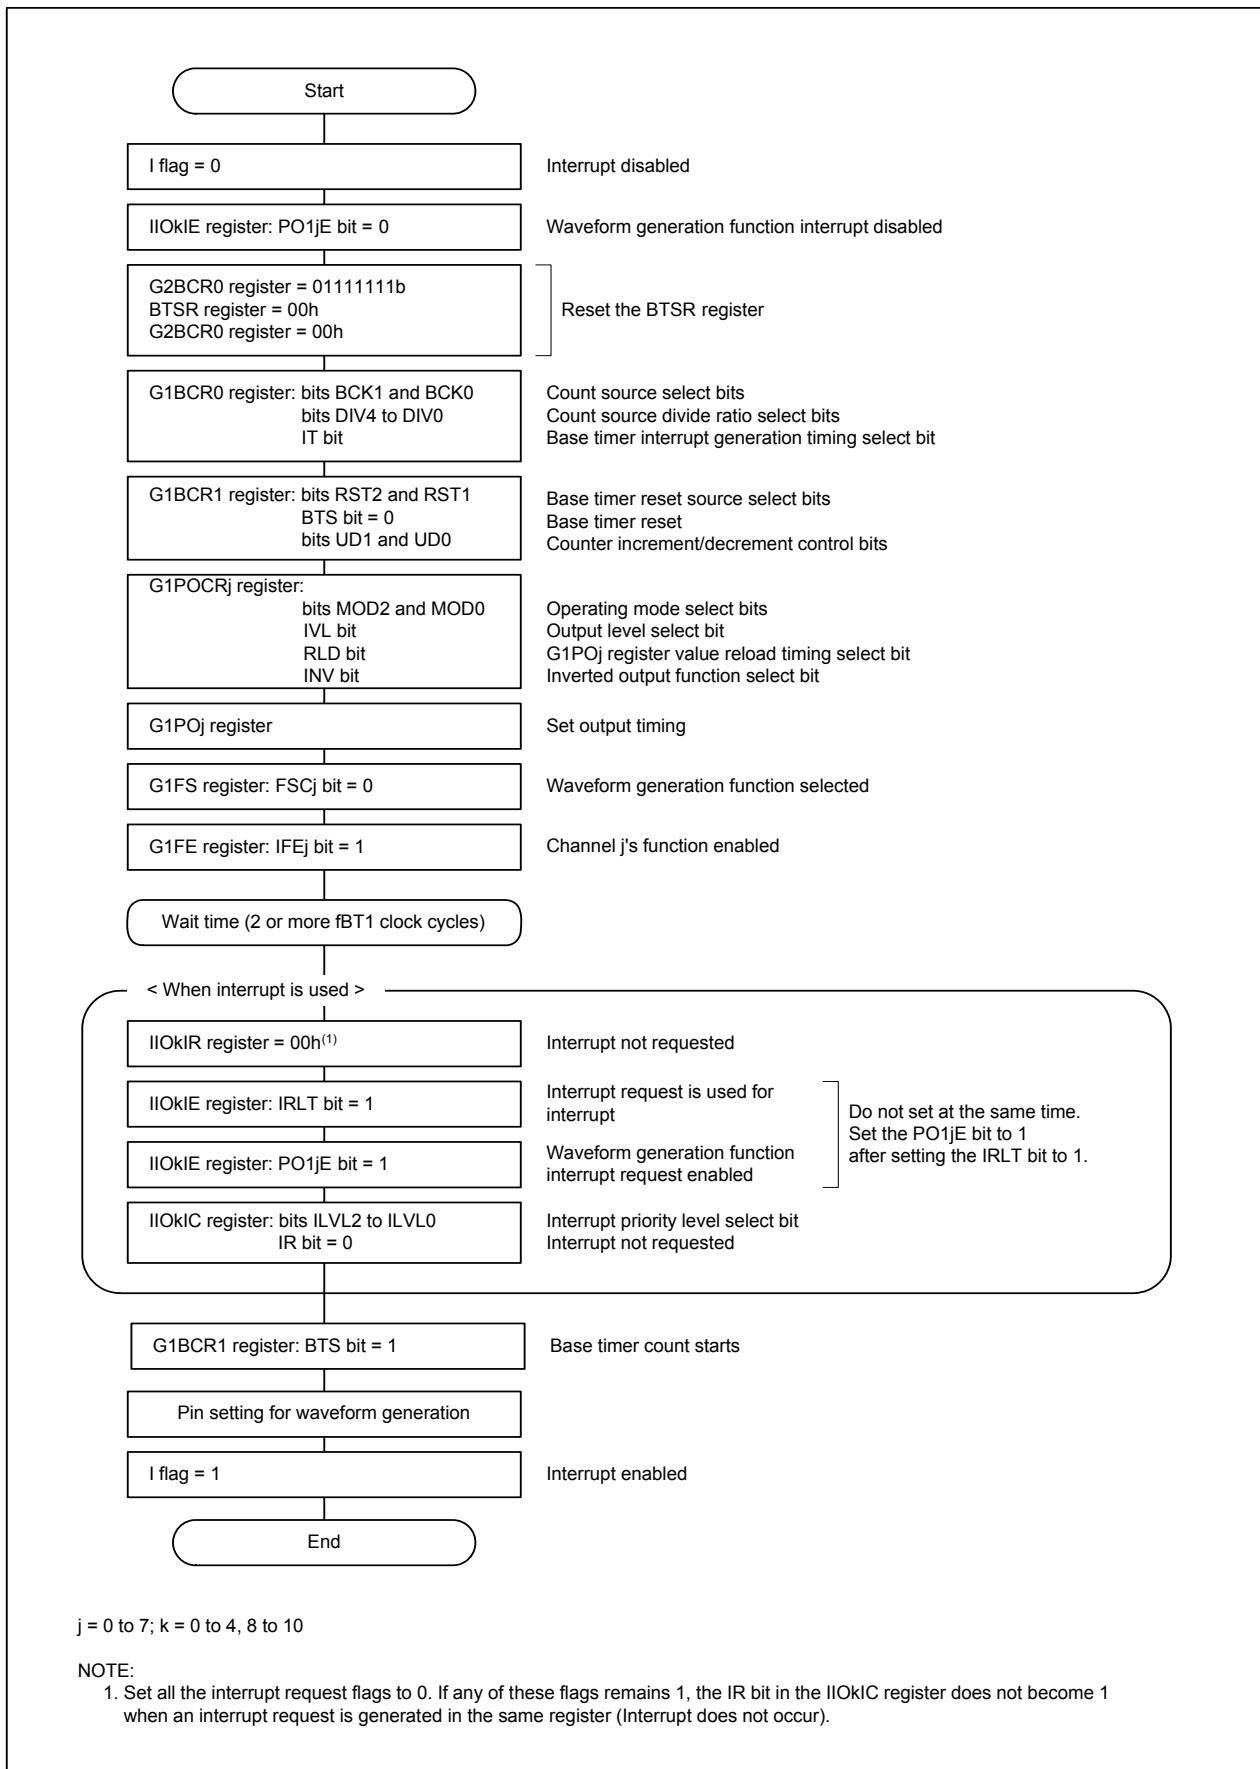 Start
I flag = 0
Interrupt disabled
IIOkIE register: PO1jE bit = 0
Waveform generation function interrupt disabled
G2BCR0 register = 01111111b
BTSR register = 00h
G2BCR0 register = 00h
Reset the BTSR register
G1BCR0 register: bits BCK1 and BCK0
Count source select bits
bits DIV4 to DIV0
Count source divide ratio select bits
IT bit
Base timer interrupt generation timing select bit
G1BCR1 register: bits RST2 and RST1
Base timer reset source select bits
BTS bit = 0
Base timer reset
bits UD1 and UD0
Counter increment/decrement control bits
G1POCRj register:
bits MOD2 and MOD0
Operating mode select bits
IVL bit
Output level select bit
RLD bit
G1POj register value reload timing select bit
INV bit
Inverted output function select bit
G1POj register
Set output timing
G1FS register: FSCj bit = 0
Waveform generation function selected
G1FE register: IFEj bit = 1
Channel j's function enabled
Wait time (2 or more fBT1 clock cycles)
< When interrupt is used >
IIOkIR register = 00h(1)
Interrupt not requested
IIOkIE register: IRLT bit = 1
Interrupt request is used for
interrupt
IIOkIE register: PO1jE bit = 1
Waveform generation function
interrupt request enabled
Do not set at the same time.
Set the PO1jE bit to 1
after setting the IRLT bit to 1.
IIOkIC register: bits ILVL2 to ILVL0
Interrupt priority level select bit
IR bit = 0
Interrupt not requested
G1BCR1 register: BTS bit = 1
Base timer count starts
Pin setting for waveform generation
I flag = 1
Interrupt enabled
End
j = 0 to 7; k = 0 to 4, 8 to 10
NOTE:
1. Set all the interrupt request flags to 0. If any of these flags remains 1, the IR bit in the IIOkIC register does not become 1
when an interrupt request is generated in the same register (Interrupt does not occur).